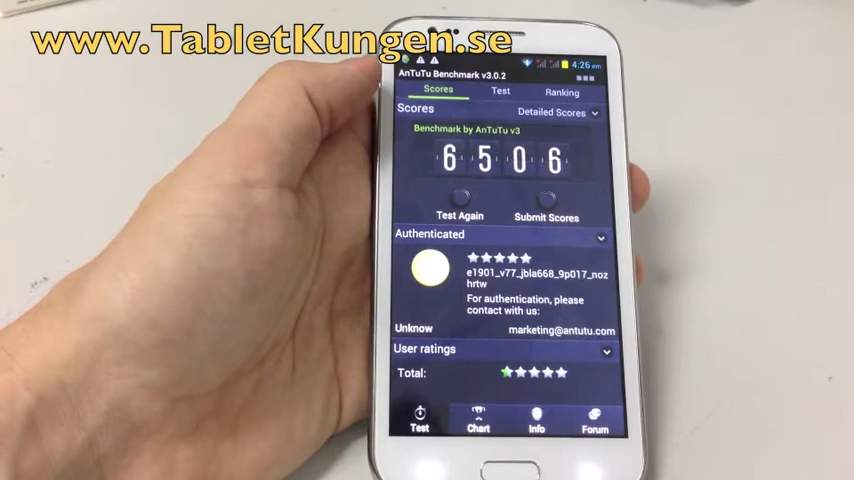 www.TabletKungen.se
4:26 em
AnTuTu Benchmark v3.0.2
Scores Test Ranking
Scores Detailed Scores
Benchmark by AnTuTu v3
6506
Test Again Submit Scores
Authenticated
e1901_v77_jbla668_9p017_noz
hrtw
For authentication, please
contact with us:
Unknow marketing@antutu.com
User ratings
Total:
Test Chart Info Forum